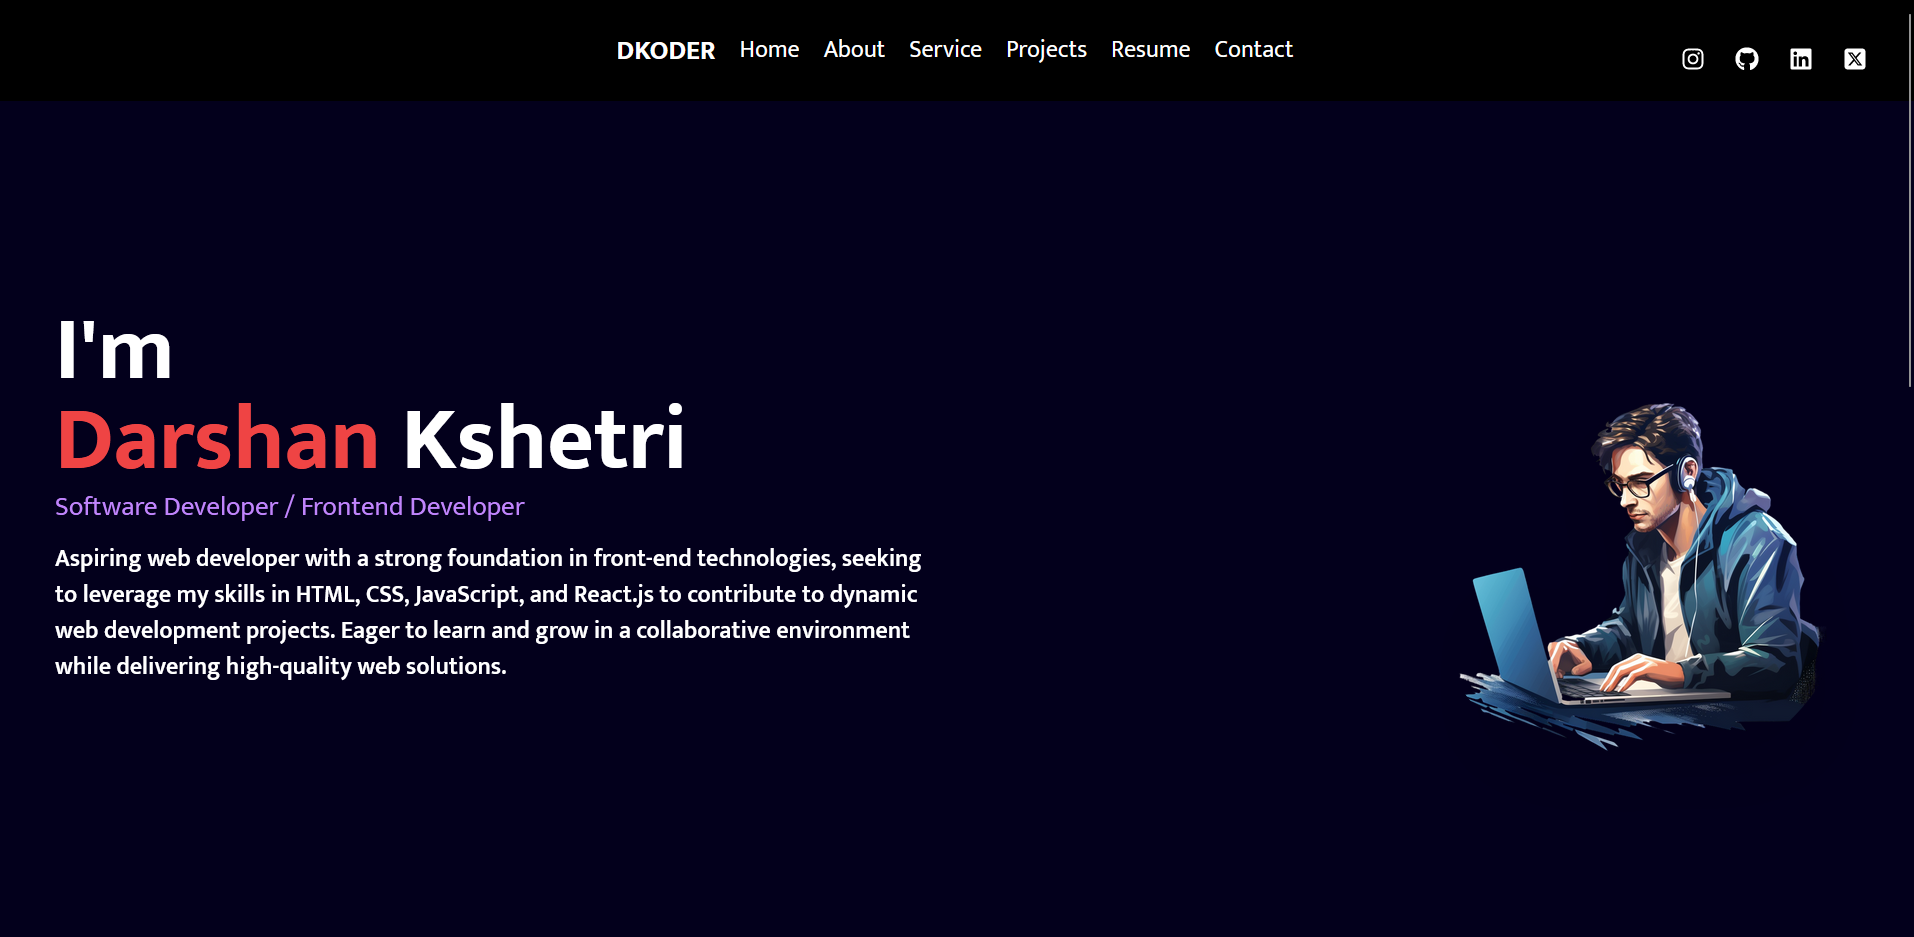 DKODER Home About Service Projects Resume Contact
I'm
Darshan Kshetri
Software Developer / Frontend Developer
Aspiring web developer with a strong foundation in front-end technologies, seeking
to leverage my skills in HTML, CSS, JavaScript, and React.js to contribute to dynamic
web development projects. Eager to learn and grow in a collaborative environment
while delivering high-quality web solutions.